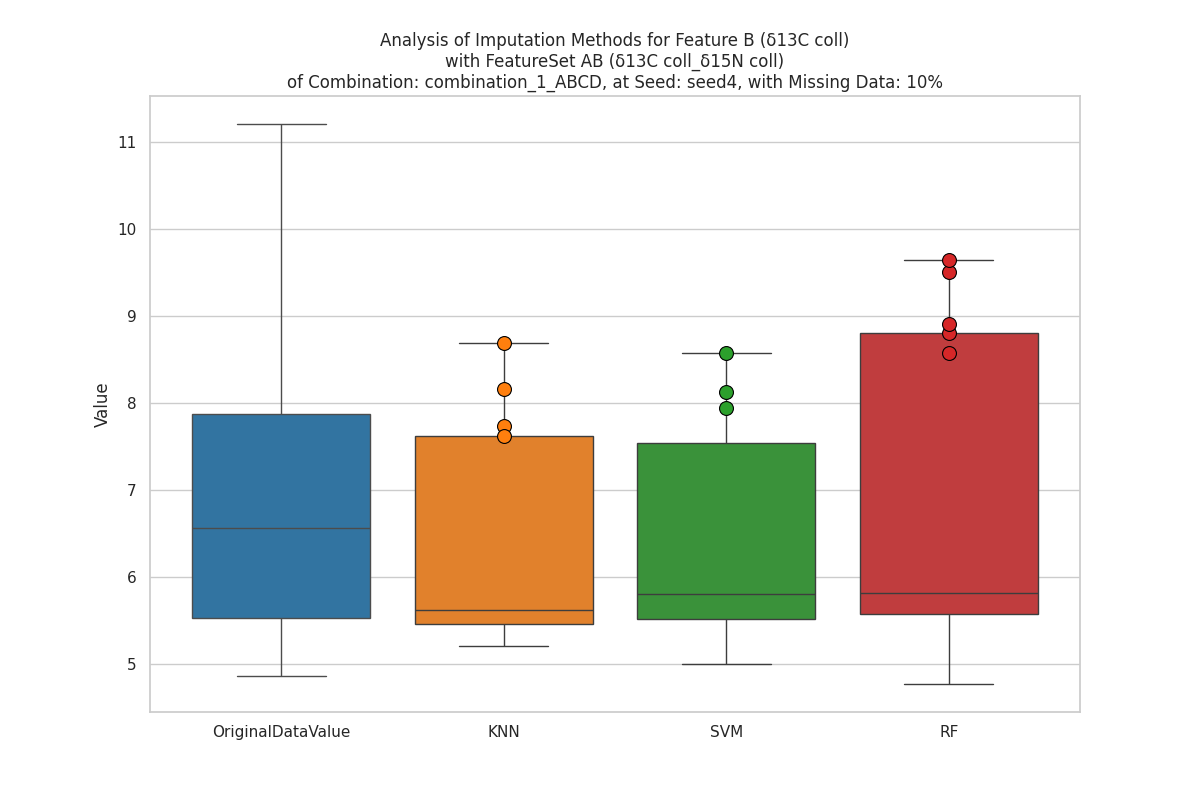 Analysis of Imputation Methods for Feature B (δ13C coll)
with FeatureSet AB (δ13C coll_δ15N coll)
of Combination: combination_1_ABCD, at Seed: seed4, with Missing Data: 10%
11
10
9
8
7
6
5
Value
OriginalDataValue
KNN
SVM
RF